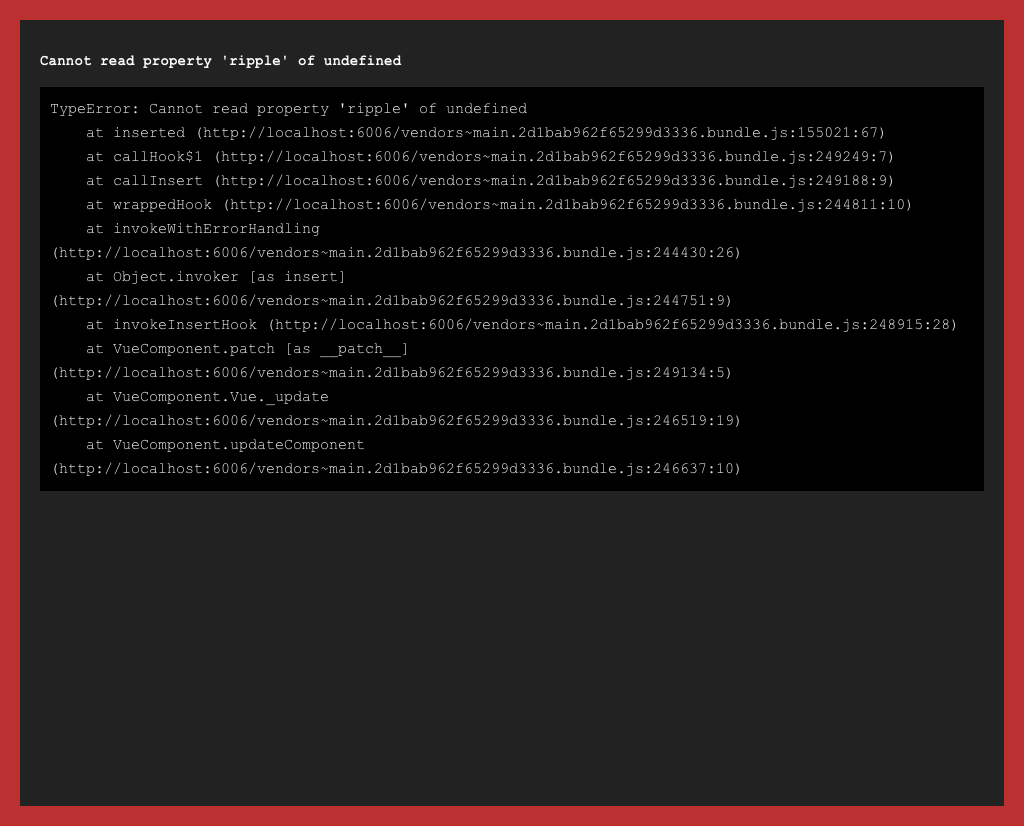 Cannot read property 'ripple' of undefined
TypeError: Cannot read property 'ripple' of undefined
    at inserted (http://localhost:6006/vendors~main.2d1bab962f65299d3336.bundle.js:155021:67)
    at callHook$1 (http://localhost:6006/vendors~main.2d1bab962f65299d3336.bundle.js:249249:7)
    at callInsert (http://localhost:6006/vendors~main.2d1bab962f65299d3336.bundle.js:249188:9)
    at wrappedHook (http://localhost:6006/vendors~main.2d1bab962f65299d3336.bundle.js:244811:10)
    at invokeWithErrorHandling
(http://localhost:6006/vendors~main.2d1bab962f65299d3336.bundle.js:244430:26)
    at Object.invoker [as insert]
(http://localhost:6006/vendors~main.2d1bab962f65299d3336.bundle.js:244751:9)
    at invokeInsertHook (http://localhost:6006/vendors~main.2d1bab962f65299d3336.bundle.js:248915:28)
    at VueComponent.patch [as __patch__]
(http://localhost:6006/vendors~main.2d1bab962f65299d3336.bundle.js:249134:5)
    at VueComponent.Vue._update
(http://localhost:6006/vendors~main.2d1bab962f65299d3336.bundle.js:246519:19)
    at VueComponent.updateComponent
(http://localhost:6006/vendors~main.2d1bab962f65299d3336.bundle.js:246637:10)